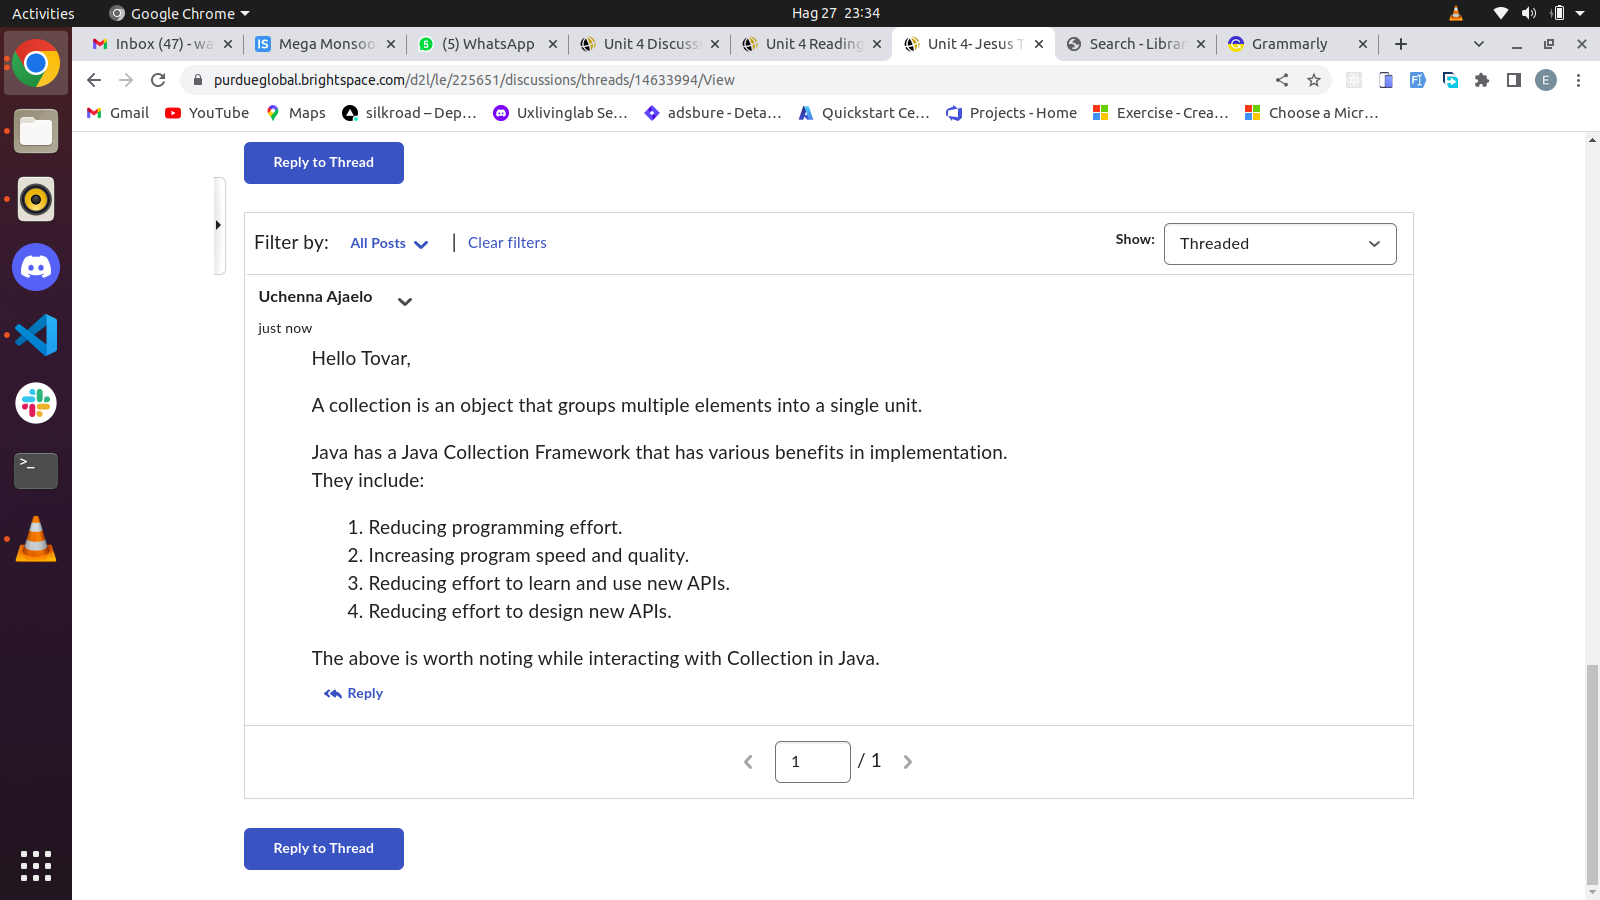 Activities
Google Chrome
Hag 27 23:34
Inbox (47) - wa
IS
Mega Monsoo
5
(5) WhatsApp
Unit 4 Discuss
Unit 4 Reading
Unit 4- Jesus T
Search - Librar
Grammarly
purdueglobal.brightspace.com/d2l/le/225651/discussions/threads/14633994/View
E
Gmail
YouTube
Maps
silkroad – Dep...
Uxlivinglab Se...
adsbure - Deta...
Quickstart Ce...
Projects - Home
Exercise - Crea...
Choose a Micr...
Reply to Thread
Filter by:
All Posts
Clear filters
Show:
Threaded
Uchenna Ajaelo
just now
Hello Tovar,
A collection is an object that groups multiple elements into a single unit.
Java has a Java Collection Framework that has various benefits in implementation.
They include:
1. Reducing programming effort.
2. Increasing program speed and quality.
3. Reducing effort to learn and use new APIs.
4. Reducing effort to design new APIs.
The above is worth noting while interacting with Collection in Java.
Reply
1 / 1
Reply to Thread